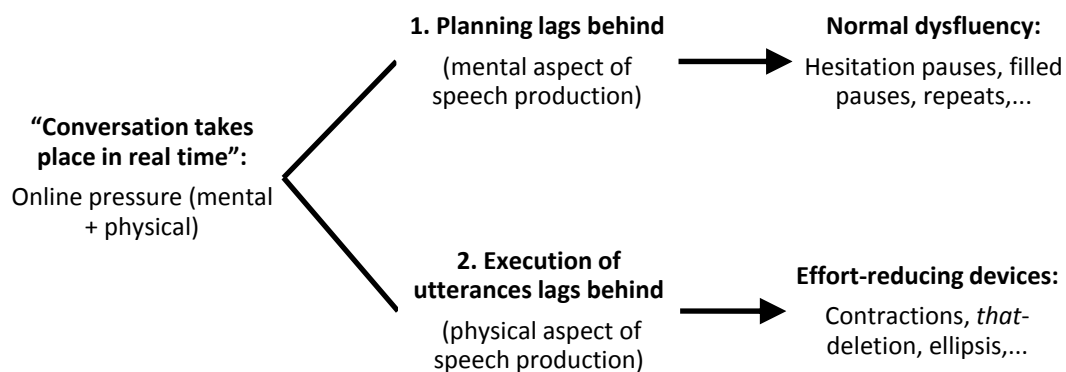 “Conversation takes
place in real time”:
Online pressure (mental
+ physical)
1. Planning lags behind
(mental aspect of
speech production)
Normal dysfluency:
Hesitation pauses, filled
pauses, repeats,...
2. Execution of
utterances lags behind
(physical aspect of
speech production)
Effort-reducing devices:
Contractions, that-
deletion, ellipsis,...